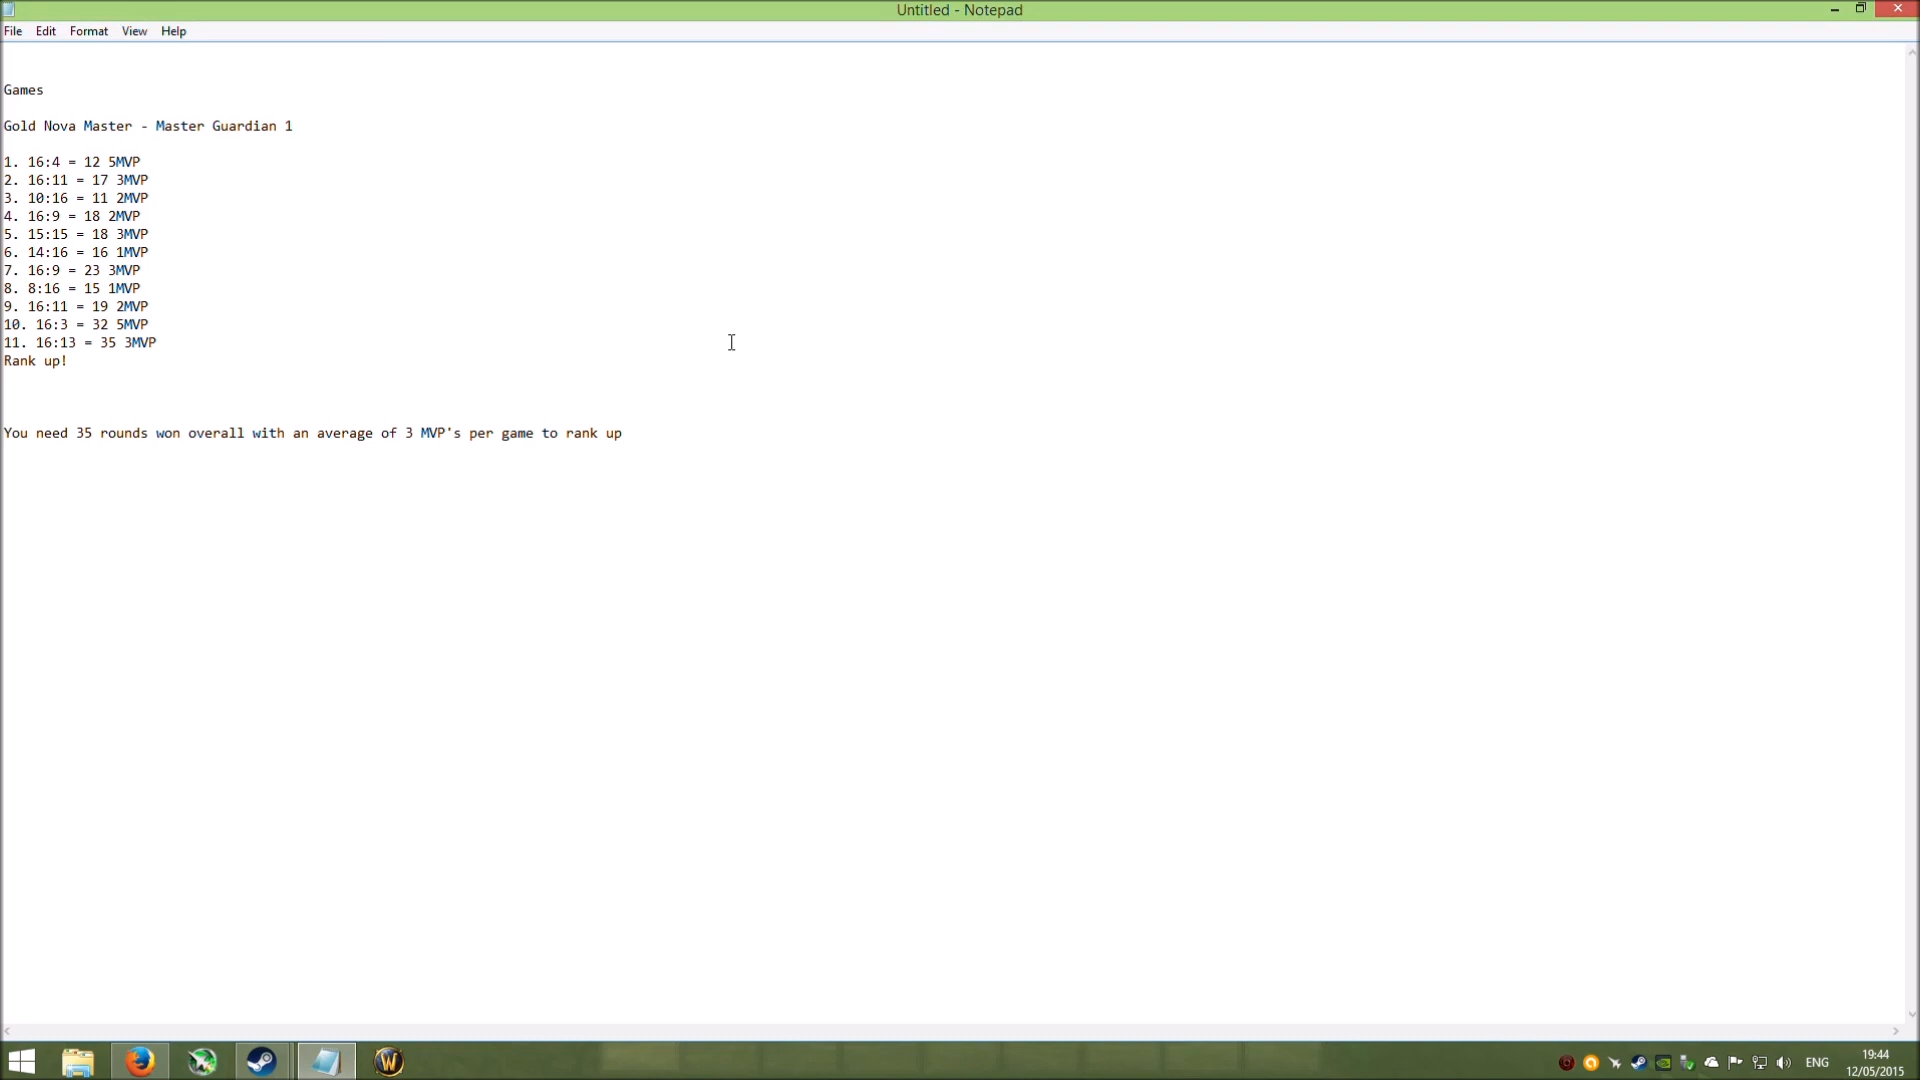 Untitled - Notepad
File Edit Format View Help
Games
Gold Nova Master - Master Guardian 1
1. 16:4 = 12 5MVP
2. 16:11 = 17 3MVP
3. 10:16 = 11 2MVP
4. 16:9 = 18 2MVP
5. 15:15 = 18 3MVP
6. 14:16 = 16 1MVP
7. 16:9 = 23 3MVP
8. 8:16 = 15 1MVP
9. 16:11 = 19 2MVP
10. 16:3 = 32 5MVP
11. 16:13 = 35 3MVP
Rank up!
You need 35 rounds won overall with an average of 3 MVP's per game to rank up
ENG
19:44
12/05/2015